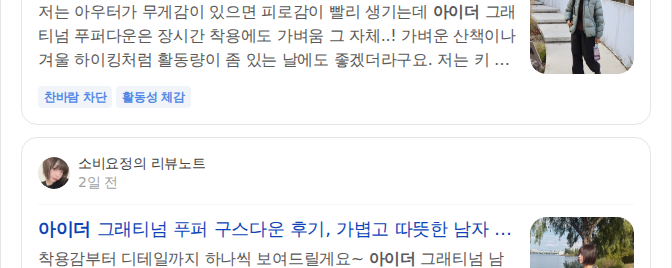 저는 아우터가 무게감이 있으면 피로감이 빨리 생기는데 아이더 그래
티넘 푸퍼다운은 장시간 착용에도 가벼움 그 자체..! 가벼운 산책이나
겨울 하이킹처럼 활동량이 좀 있는 날에도 좋겠더라구요. 저는 키 ...
찬바람 차단 활동성 체감
소비요정의 리뷰노트
2일 전
아이더 그래티넘 푸퍼 구스다운 후기, 가볍고 따뜻한 남자 ...
착용감부터 디테일까지 하나씩 보여드릴게요~ 아이더 그래티넘 남